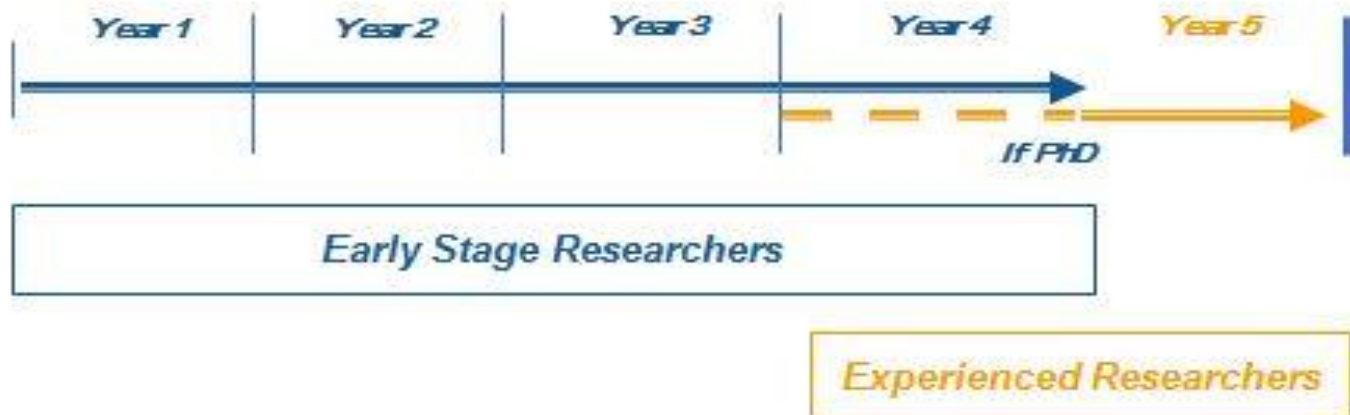 Year 1 Year 2 Year 3 Year 4 Year 5
If PhD
Early Stage Researchers
Experienced Researchers